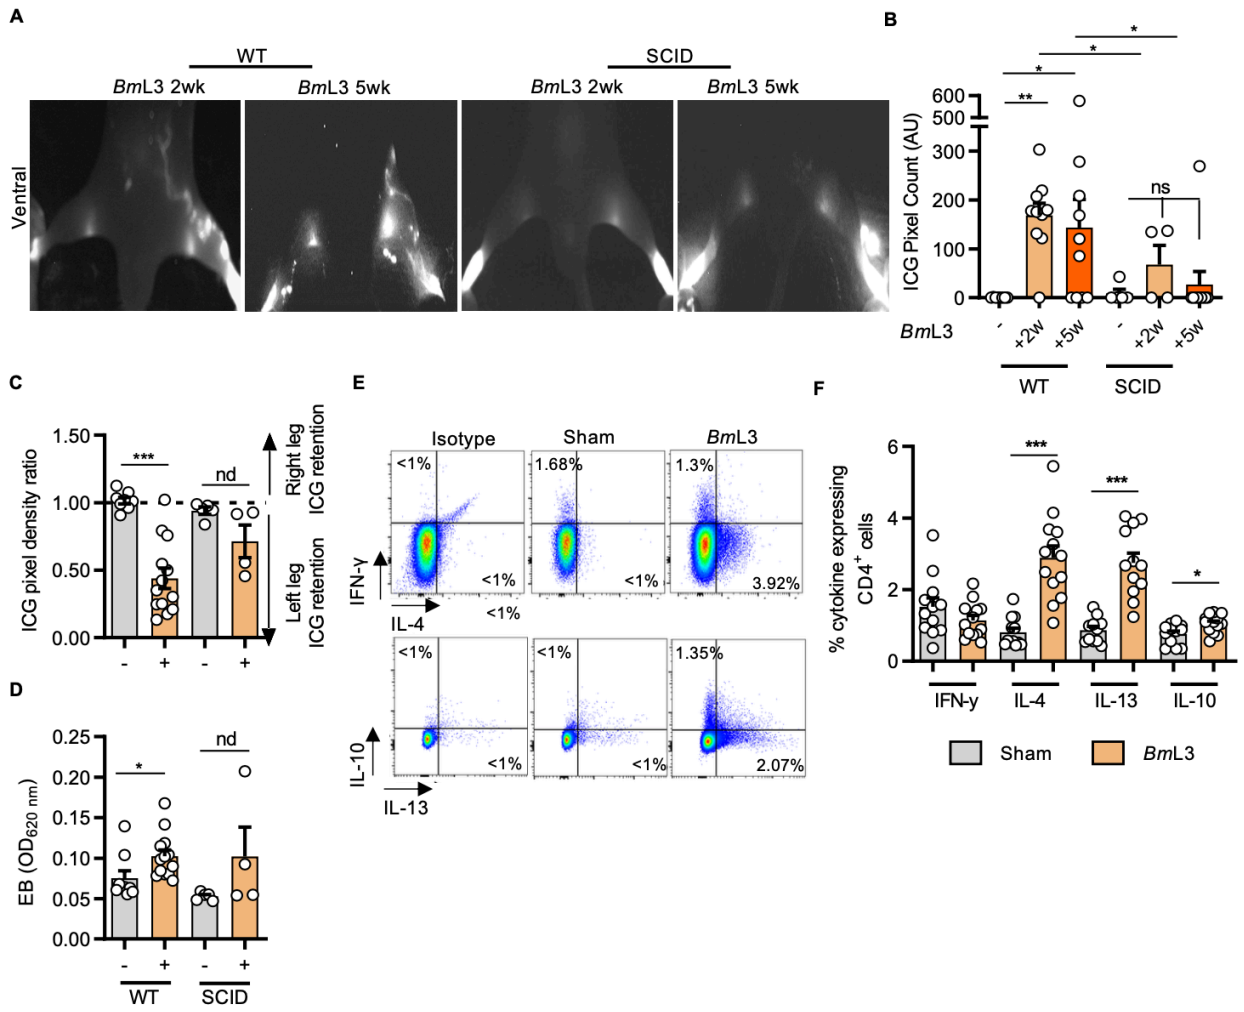 A
WT
SCID
BmL3 2wk
BmL3 5wk
BmL3 2wk
BmL3 5wk
Ventral
B
*
*
*
**
ns
ICG Pixel Count (AU)
600
500
300
200
100
0
BmL3
- +2w +5w - +2w +5w
WT
SCID
C
1.50
1.00
0.50
0.00
ICG pixel density ratio
***
nd
Right leg
ICG retention
Left leg
ICG retention
- + - +
D
0.25
0.20
0.15
0.10
0.05
0.00
EB (OD620 nm)
*
nd
- + - +
WT
SCID
E
Isotype
Sham
BmL3
<1%
1.68%
1.3%
<1%
<1%
3.92%
<1%
IFN-γ
IL-4
<1%
<1%
1.35%
<1%
<1%
2.07%
IL-10
IL-13
F
6
4
2
0
% cytokine expressing
CD4+ cells
***
***
*
IFN-y
IL-4
IL-13
IL-10
Sham
BmL3